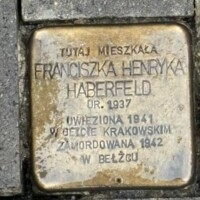 TUTAJ MIESZKAŁA
FRANCISZKA HENRYKA
HABERFELD
UR. 1937
UWIĘZIONA 1941
W GETCIE KRAKOWSKIM
ZAMORDOWANA 1942
W BEŁŻCU